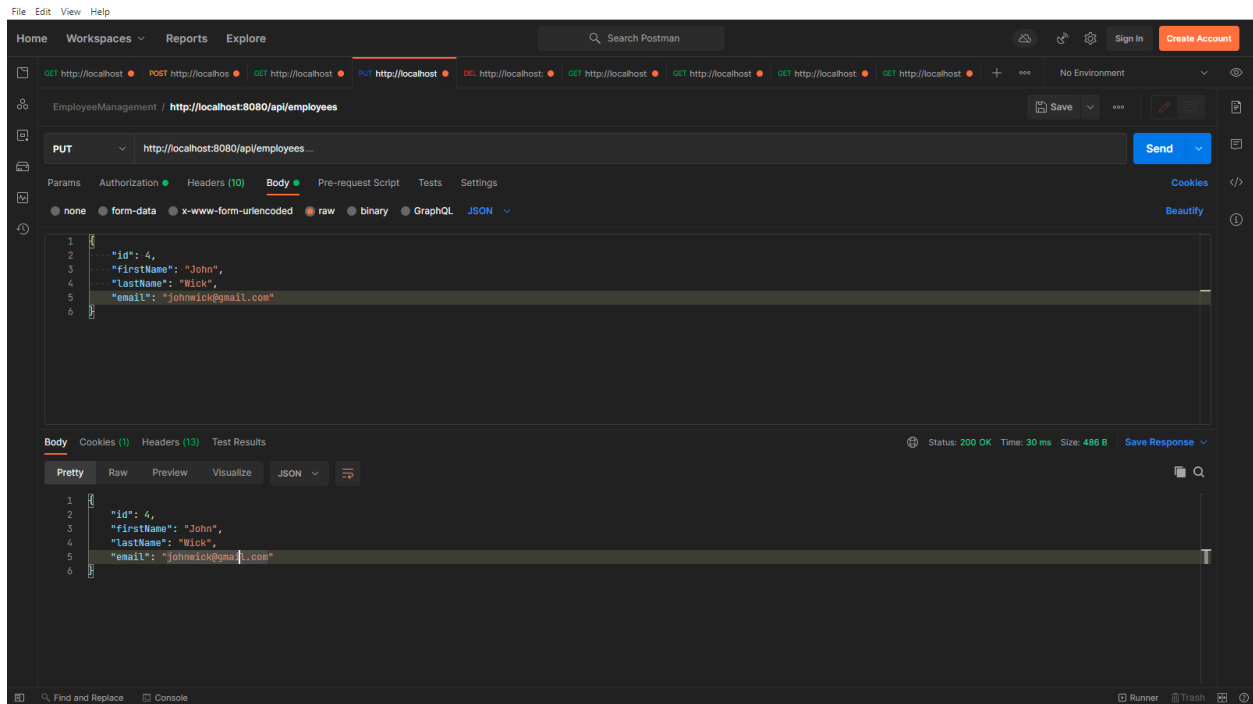 File Edit View Help
Home Workspaces Reports Explore Search Postman Sign In Create Account
GET http://localhost POST http://localhos GET http://localhost PUT http://localhost DEL http://localhost: GET http://localhost GET http://localhost GET http://localhost GET http://localhost + ooo No Environment
EmployeeManagement / http://localhost:8080/api/employees Save ooo
PUT http://localhost:8080/api/employees... Send
Params Authorization Headers (10) Body Pre-request Script Tests Settings Cookies
none form-data x-www-form-urlencoded raw binary GraphQL JSON Beautify
1 {
2 "id": 4,
3 "firstName": "John",
4 "lastName": "Wick",
5 "email": "johnwick@gmail.com"
6 }
Body Cookies (1) Headers (13) Test Results Status: 200 OK Time: 30 ms Size: 486 B Save Response
Pretty Raw Preview Visualize JSON
1 {
2 "id": 4,
3 "firstName": "John",
4 "lastName": "Wick",
5 "email": "johnwick@gmail.com"
6 }
Find and Replace Console Runner Trash